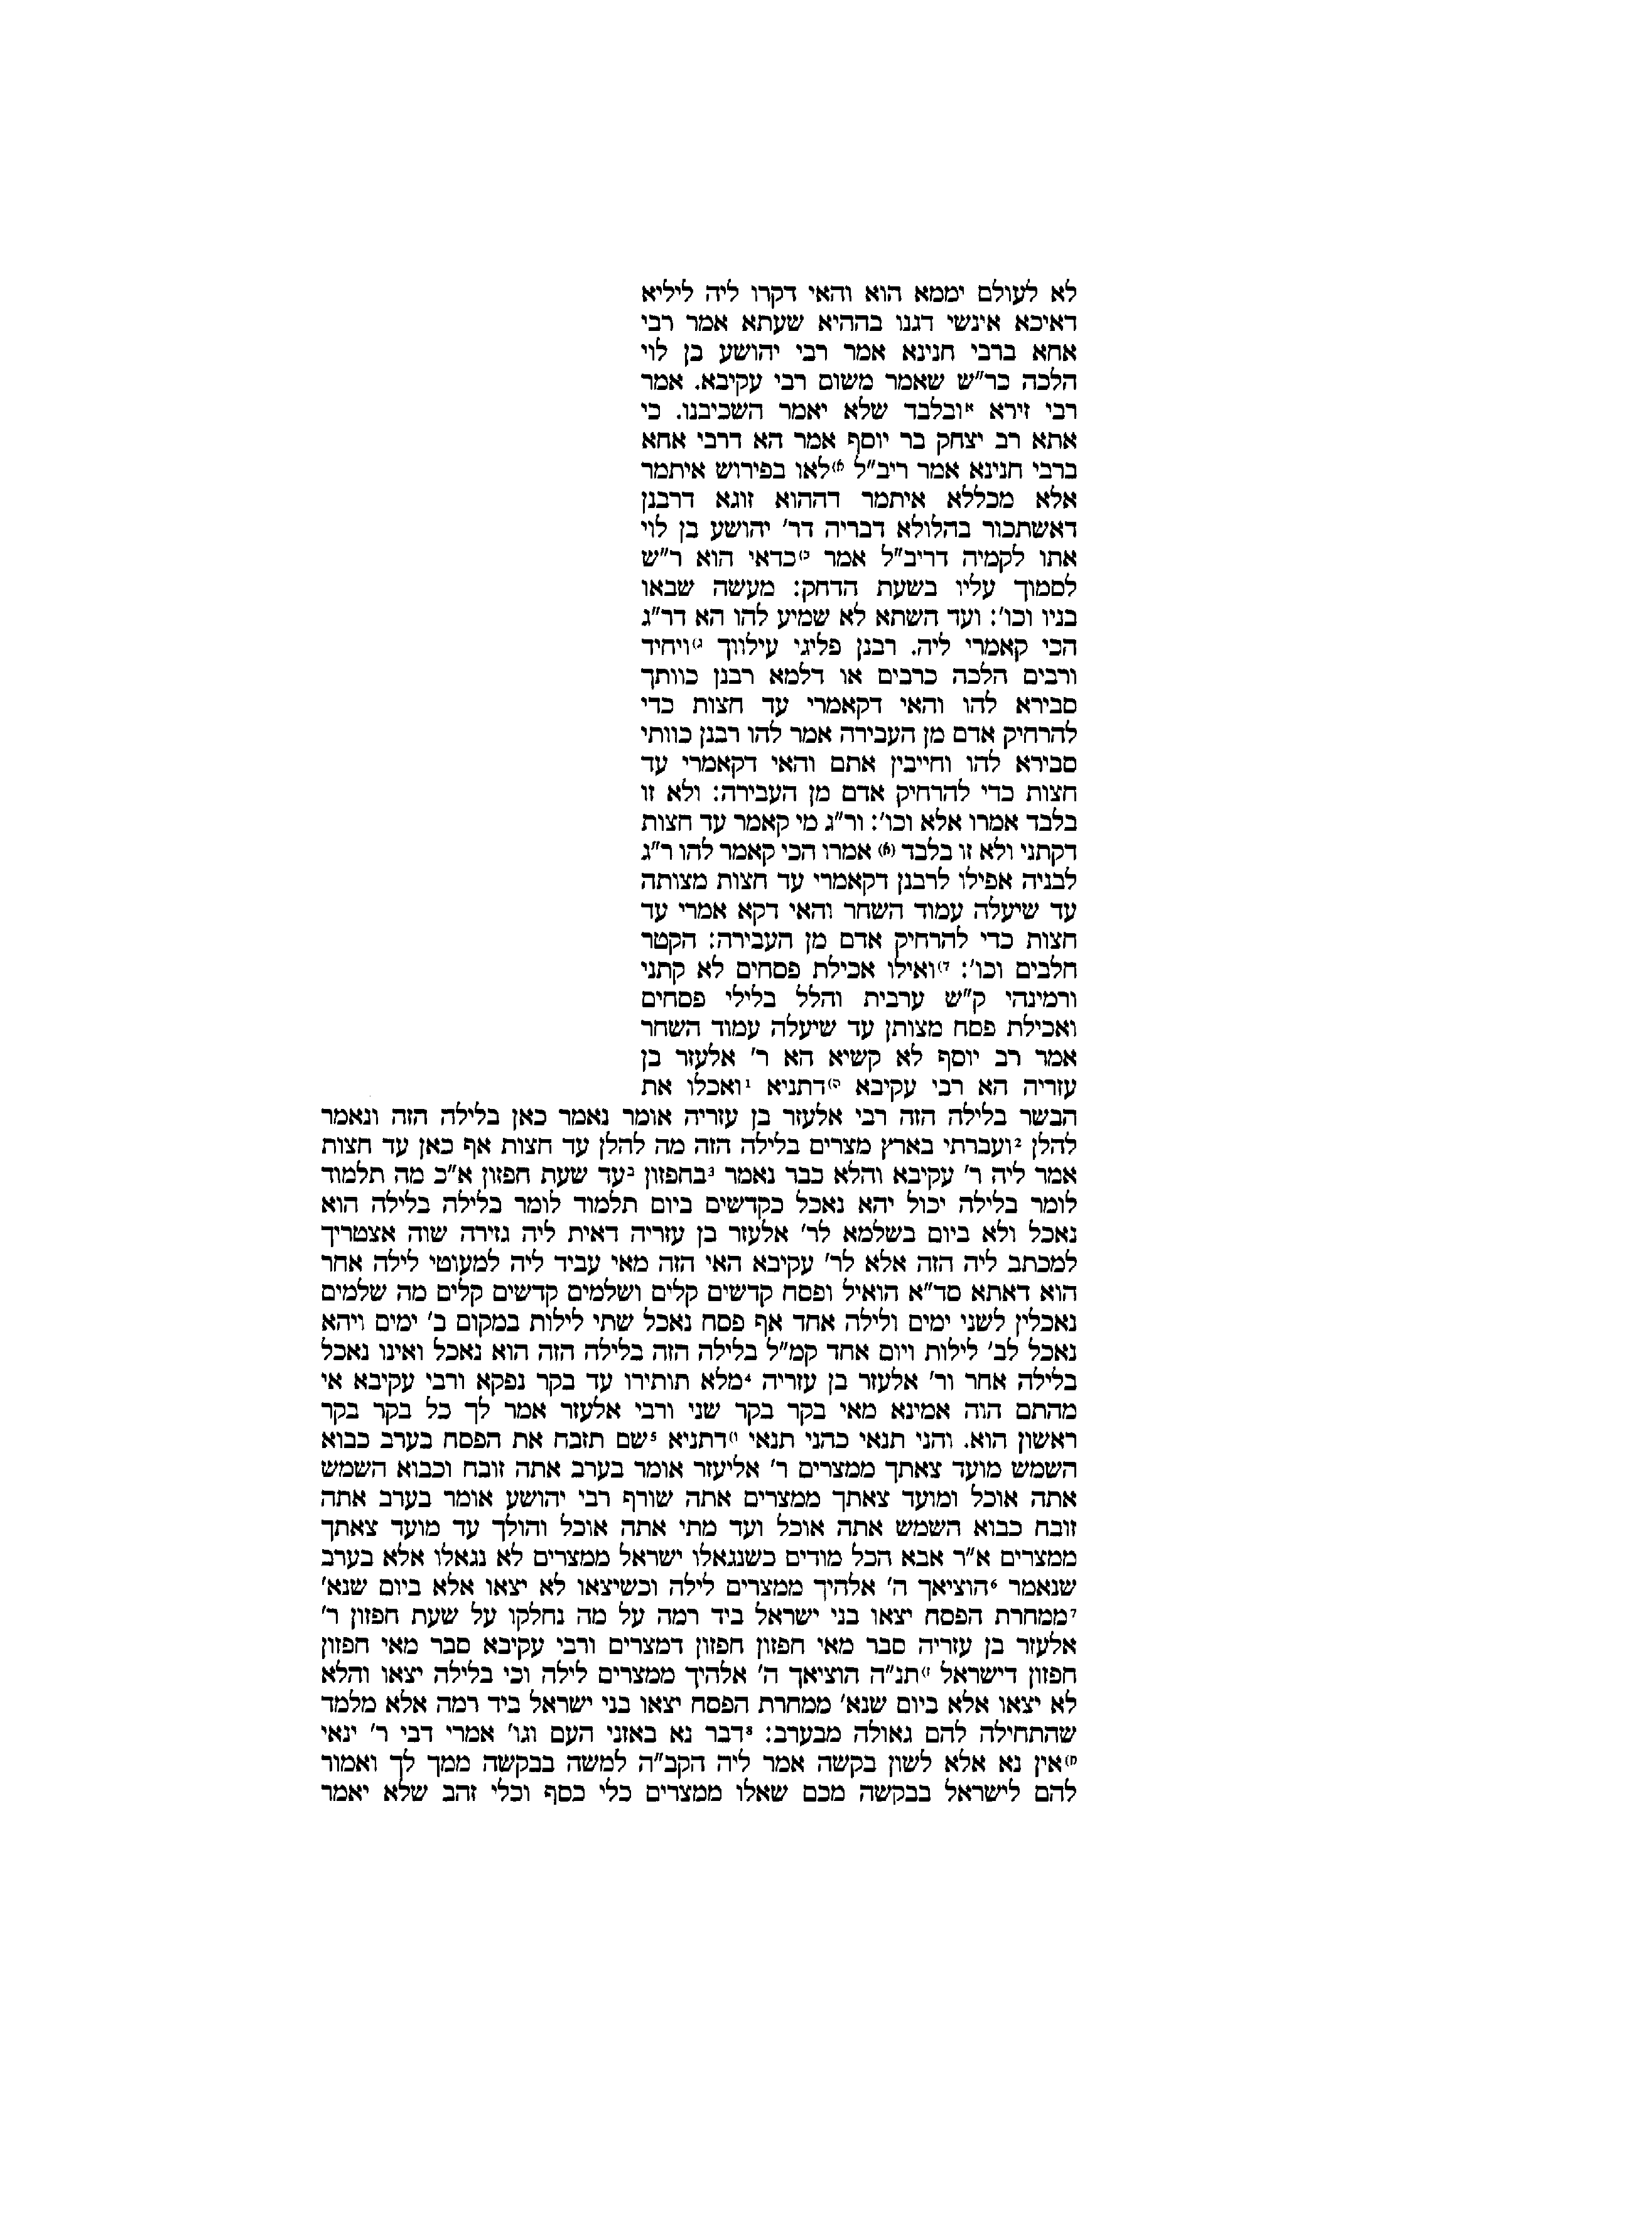 לא לעולם יממא הוא והאי דקרו ליה ליליא
דאיכא אינשי דגנו בההיא שעתא אמר רבי
אחא ברבי חנינא אמר רבי יהושע בן לוי
הלכה כר"ש שאמר משום רבי עקיבא. אמר
רבי זירא אובלבד שלא יאמר השכיבנו. כי
אתא רב יצחק בר יוסף אמר הא דרבי אחא
ברבי חנינא אמר ריב"ל א)לאו בפירוש איתמר
אלא מכללא איתמר דההוא זוגא דרבנן
דאשתכור בהלולא דבריה דר' יהושע בן לוי
אתו לקמיה דריב"ל אמר ב)כדאי הוא ר"ש
לסמוך עליו בשעת הדחק: מעשה שבאו
בניו וכו': ועד השתא לא שמיע להו הא דר"ג
הכי קאמרי ליה. רבנן פליגי עילווך ג)ויחיד
ורבים הלכה כרבים או דלמא רבנן כוותך
סבירא להו והאי דקאמרי עד חצות כדי
להרחיק אדם מן העבירה אמר להו רבנן כוותי
סבירא להו וחייבין אתם והאי דקאמרי עד
חצות כדי להרחיק אדם מן העבירה: ולא זו
בלבד אמרו אלא וכו': ור"ג מי קאמר עד חצות
דקתני ולא זו בלבד (א) אמרו הכי קאמר להו ר"ג
לבניה אפילו לרבנן דקאמרי עד חצות מצותה
עד שיעלה עמוד השחר והאי דקא אמרי עד
חצות כדי להרחיק אדם מן העבירה: הקטר
חלבים וכו': ד)ואילו אכילת פסחים לא קתני
ורמינהי ק"ש ערבית והלל בלילי פסחים
ואכילת פסח מצותן עד שיעלה עמוד השחר
אמר רב יוסף לא קשיא הא ר' אלעזר בן
עזריה הא רבי עקיבא ה)דתניא 1ואכלו את
הבשר בלילה הזה רבי אלעזר בן עזריה אומר נאמר כאן בלילה הזה ונאמר
להלן 2ועברתי בארץ מצרים בלילה הזה מה להלן עד חצות אף כאן עד חצות
אמר ליה ר' עקיבא והלא כבר נאמר 3בחפזון בעד שעת חפזון א"כ מה תלמוד
לומר בלילה יכול יהא נאכל כקדשים ביום תלמוד לומר בלילה בלילה הוא
נאכל ולא ביום בשלמא לר' אלעזר בן עזריה דאית ליה גזירה שוה אצטריך
למכתב ליה הזה אלא לר' עקיבא האי הזה מאי עביד ליה למעוטי לילה אחר
הוא דאתא סד"א הואיל ופסח קדשים קלים ושלמים קדשים קלים מה שלמים
נאכלין לשני ימים ולילה אחד אף פסח נאכל שתי לילות במקום ב' ימים ויהא
נאכל לב' לילות ויום אחד קמ"ל בלילה הזה בלילה הזה הוא נאכל ואינו נאכל
בלילה אחר ור' אלעזר בן עזריה 4מלא תותירו עד בקר נפקא ורבי עקיבא אי
מהתם הוה אמינא מאי בקר בקר שני ורבי אלעזר אמר לך כל בקר בקר
ראשון הוא. והני תנאי כהני תנאי ו)דתניא 5שם תזבח את הפסח בערב כבוא
השמש מועד צאתך ממצרים ר' אליעזר אומר בערב אתה זובח וכבוא השמש
אתה אוכל ומועד צאתך ממצרים אתה שורף רבי יהושע אומר בערב אתה
זובח כבוא השמש אתה אוכל ועד מתי אתה אוכל והולך עד מועד צאתך
ממצרים א"ר אבא הכל מודים כשנגאלו ישראל ממצרים לא נגאלו אלא בערב
שנאמר 6הוציאך ה' אלהיך ממצרים לילה וכשיצאו לא יצאו אלא ביום שנא'
7ממחרת הפסח יצאו בני ישראל ביד רמה על מה נחלקו על שעת חפזון ר'
אלעזר בן עזריה סבר מאי חפזון חפזון דמצרים ורבי עקיבא סבר מאי חפזון
חפזון דישראל ז)תנ"ה הוציאך ה' אלהיך ממצרים לילה וכי בלילה יצאו והלא
לא יצאו אלא ביום שנא' ממחרת הפסח יצאו בני ישראל ביד רמה אלא מלמד
שהתחילה להם גאולה מבערב: 8דבר נא באזני העם וגו' אמרי דבי ר' ינאי
ח)אין נא אלא לשון בקשה אמר ליה הקב"ה למשה בבקשה ממך לך ואמור
להם לישראל בבקשה מכם שאלו ממצרים כלי כסף וכלי זהב שלא יאמר